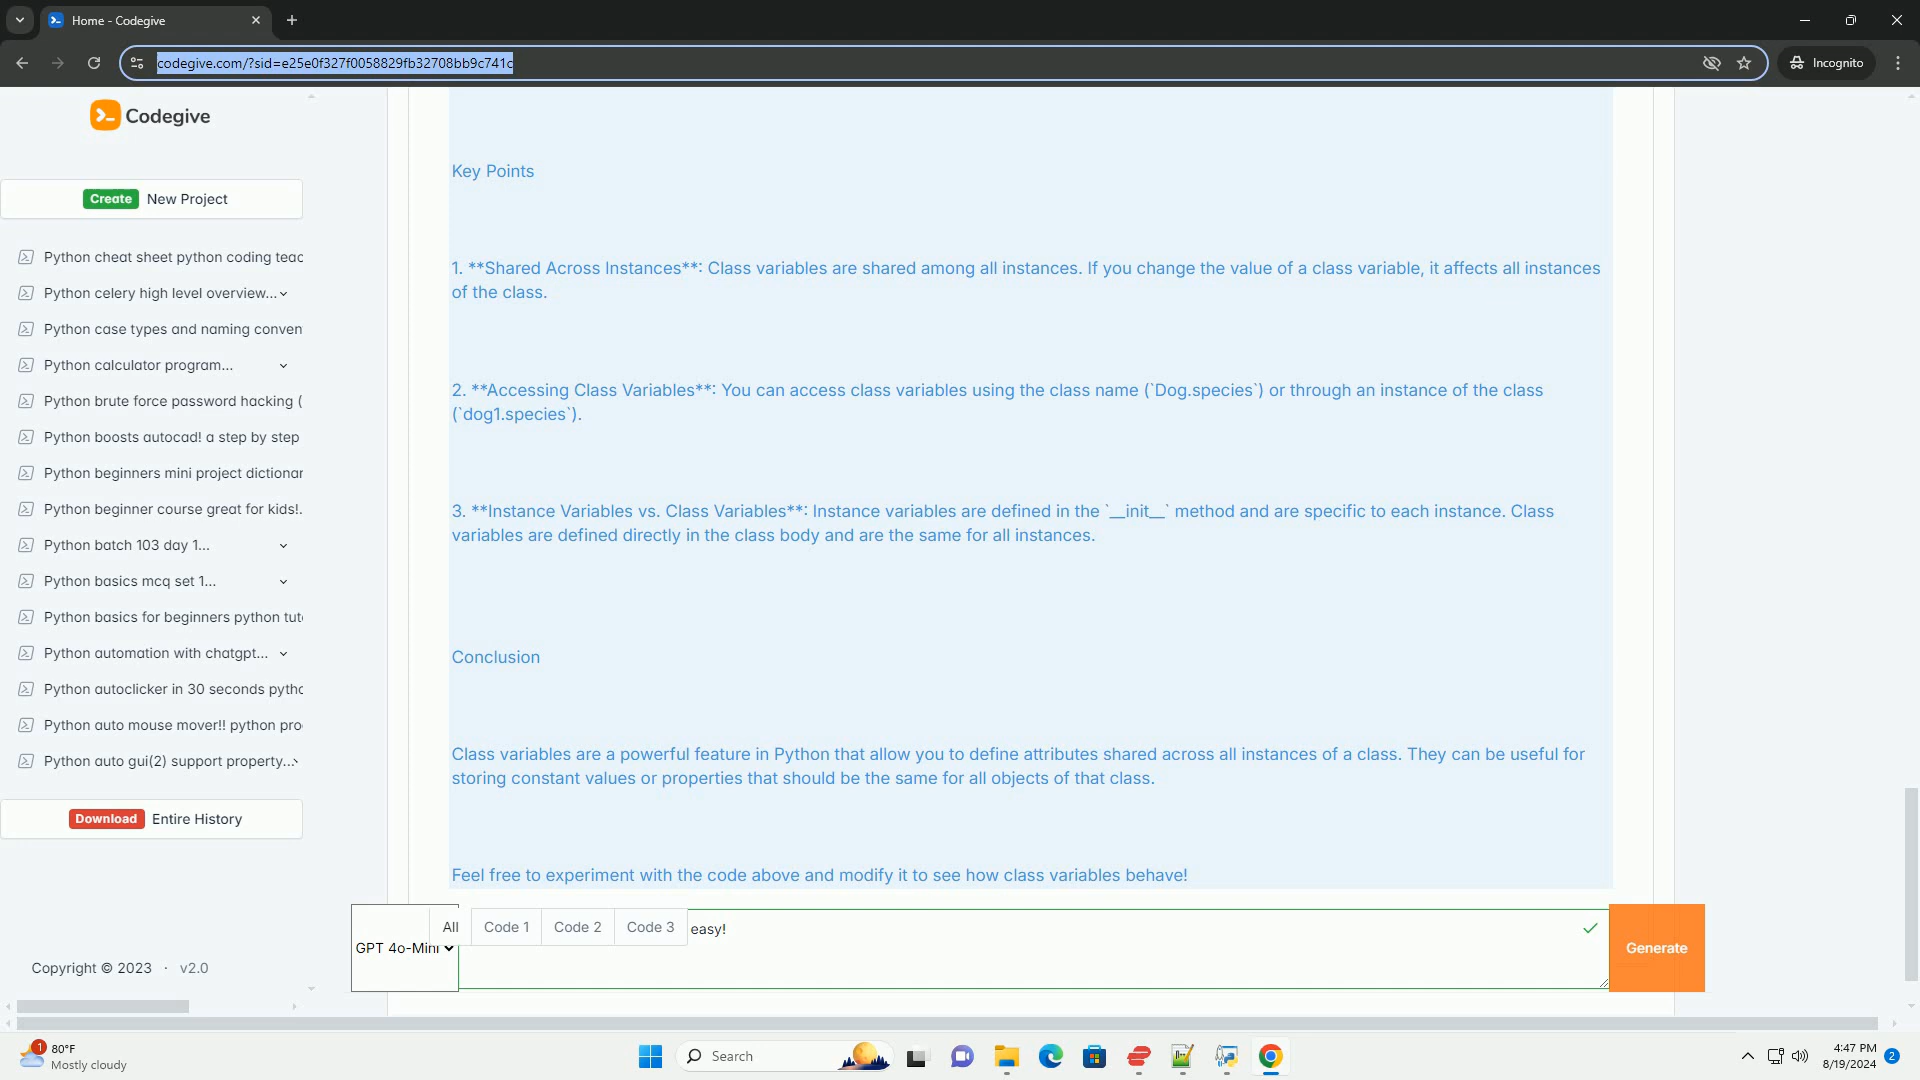 Home - Codegive
codegive.com/?sid=e25e0f327f0058829fb32708bb9c741c
Incognito
Codegive
Create New Project
Python cheat sheet python coding teac
Python celery high level overview...
Python case types and naming conven
Python calculator program...
Python brute force password hacking (
Python boosts autocad! a step by step
Python beginners mini project dictionar
Python beginner course great for kids!.
Python batch 103 day 1...
Python basics mcq set 1...
Python basics for beginners python tut
Python automation with chatgpt...
Python autoclicker in 30 seconds pythc
Python auto mouse mover!! python pro
Python auto gui(2) support property...
Download Entire History
Copyright © 2023 · v2.0
Key Points
1. **Shared Across Instances**: Class variables are shared among all instances. If you change the value of a class variable, it affects all instances
of the class.
2. **Accessing Class Variables**: You can access class variables using the class name (`Dog.species`) or through an instance of the class
(`dog1.species`).
3. **Instance Variables vs. Class Variables**: Instance variables are defined in the `__init__` method and are specific to each instance. Class
variables are defined directly in the class body and are the same for all instances.
Conclusion
Class variables are a powerful feature in Python that allow you to define attributes shared across all instances of a class. They can be useful for
storing constant values or properties that should be the same for all objects of that class.
Feel free to experiment with the code above and modify it to see how class variables behave!
All Code 1 Code 2 Code 3 easy!
GPT 4o-Mini
Generate
1
80°F
Mostly cloudy
Search
4:47 PM
8/19/2024
2